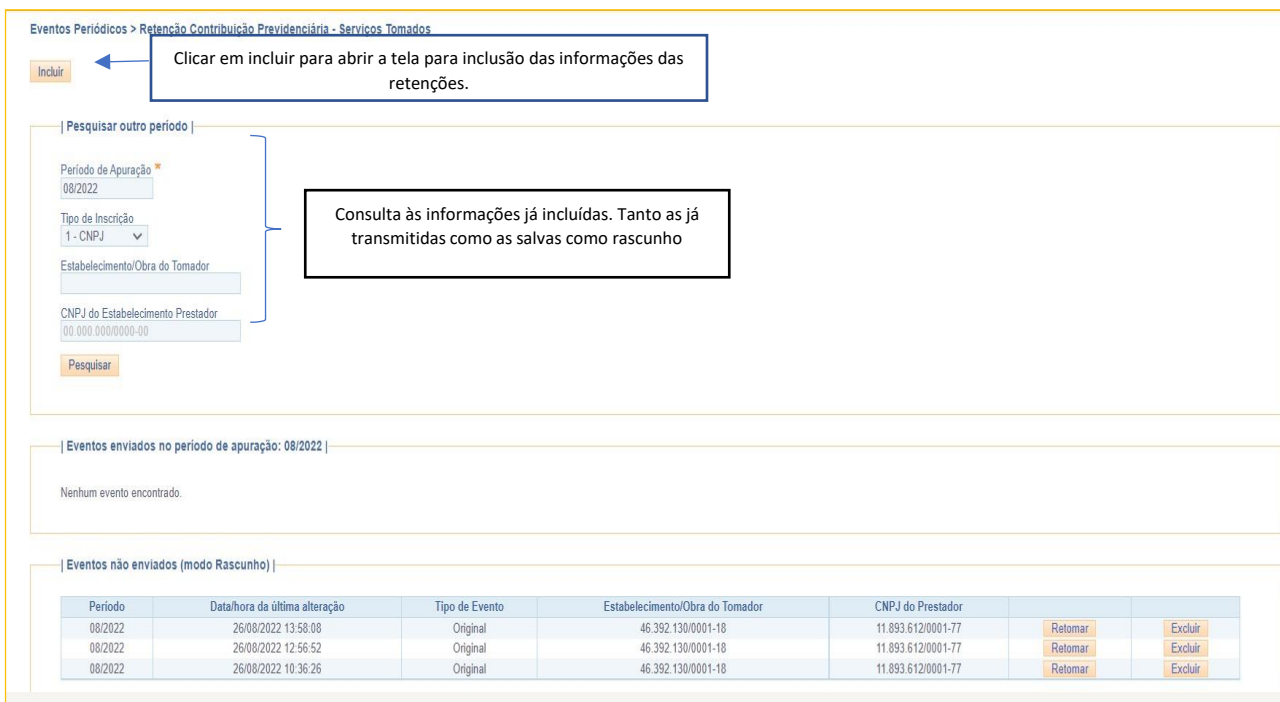 Eventos Periódicos > Retenção Contribuição Previdenciária - Serviços Tomados
Incluir
Clicar em incluir para abrir a tela para inclusão das informações das
retenções.
| Pesquisar outro período |
Período de Apuração *
08/2022
Tipo de Inscrição
1 - CNPJ
Estabelecimento/Obra do Tomador
CNPJ do Estabelecimento Prestador
00.000.000/0000-00
Pesquisar
Consulta às informações já incluídas. Tanto as já
transmitidas como as salvas como rascunho
| Eventos enviados no período de apuração: 08/2022 |
Nenhum evento encontrado.
| Eventos não enviados (modo Rascunho) |
Período Data/hora da última alteração Tipo de Evento Estabelecimento/Obra do Tomador CNPJ do Prestador
08/2022 26/08/2022 13:58:08 Original 46.392.130/0001-18 11.893.612/0001-77 Retomar Excluir
08/2022 26/08/2022 12:56:52 Original 46.392.130/0001-18 11.893.612/0001-77 Retomar Excluir
08/2022 26/08/2022 10:36:26 Original 46.392.130/0001-18 11.893.612/0001-77 Retomar Excluir